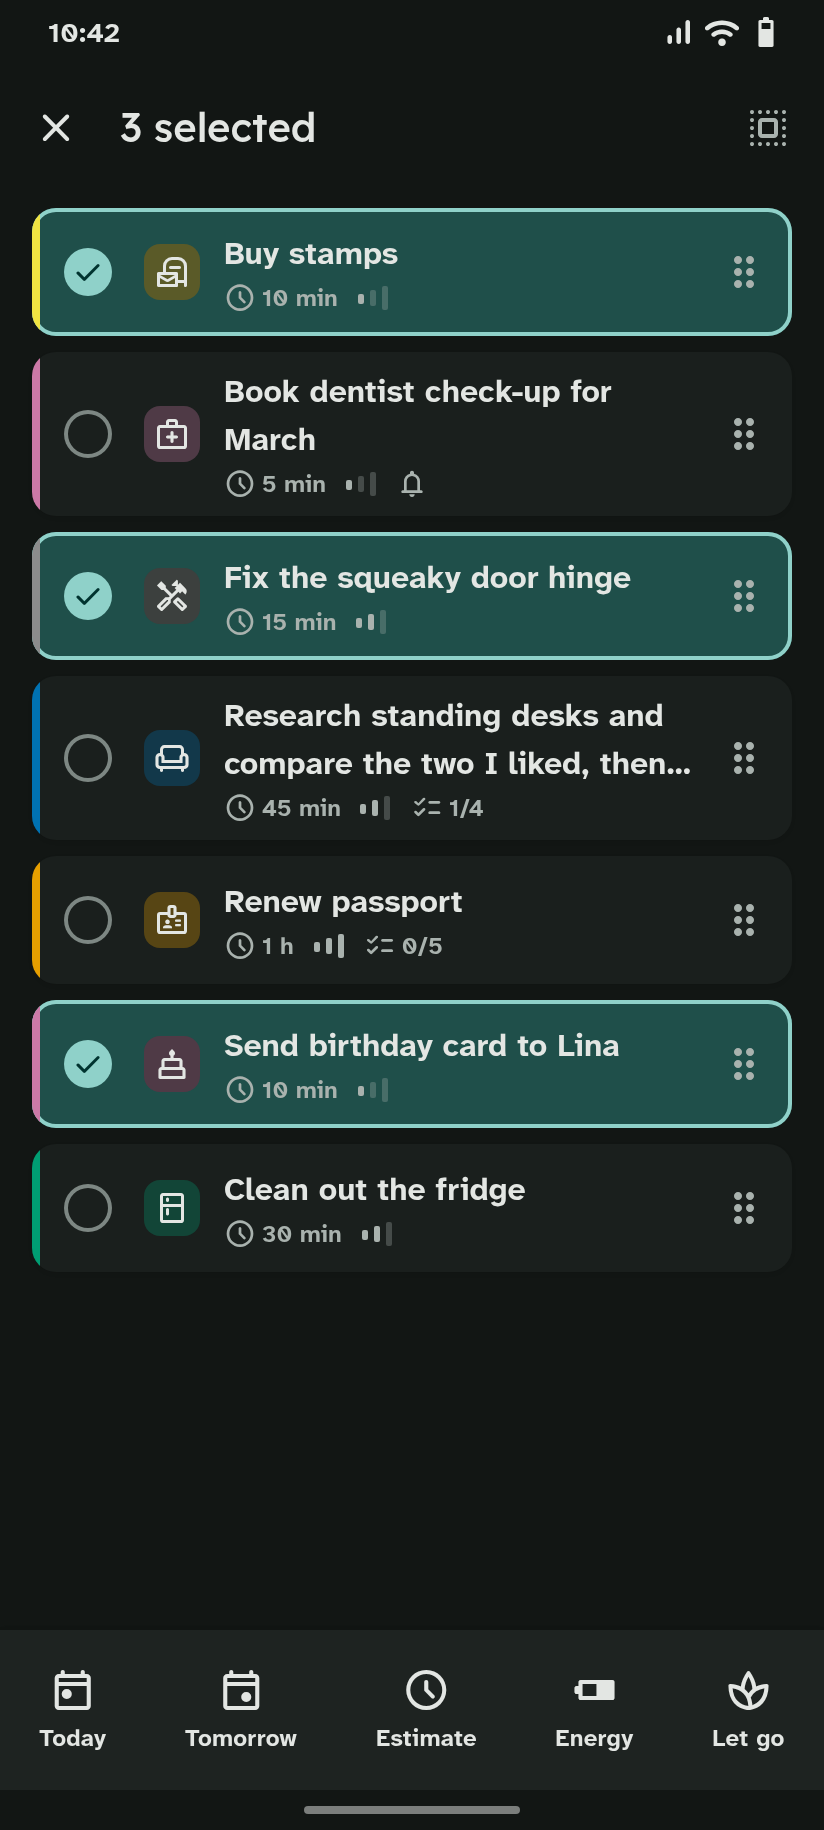 10:42
3 selected
Buy stamps
10 min
Book dentist check-up for
March
5 min
Fix the squeaky door hinge
15 min
Research standing desks and
compare the two I liked, then...
45 min 1/4
Renew passport
1 h 0/5
Send birthday card to Lina
10 min
Clean out the fridge
30 min
Today Tomorrow Estimate Energy Let go